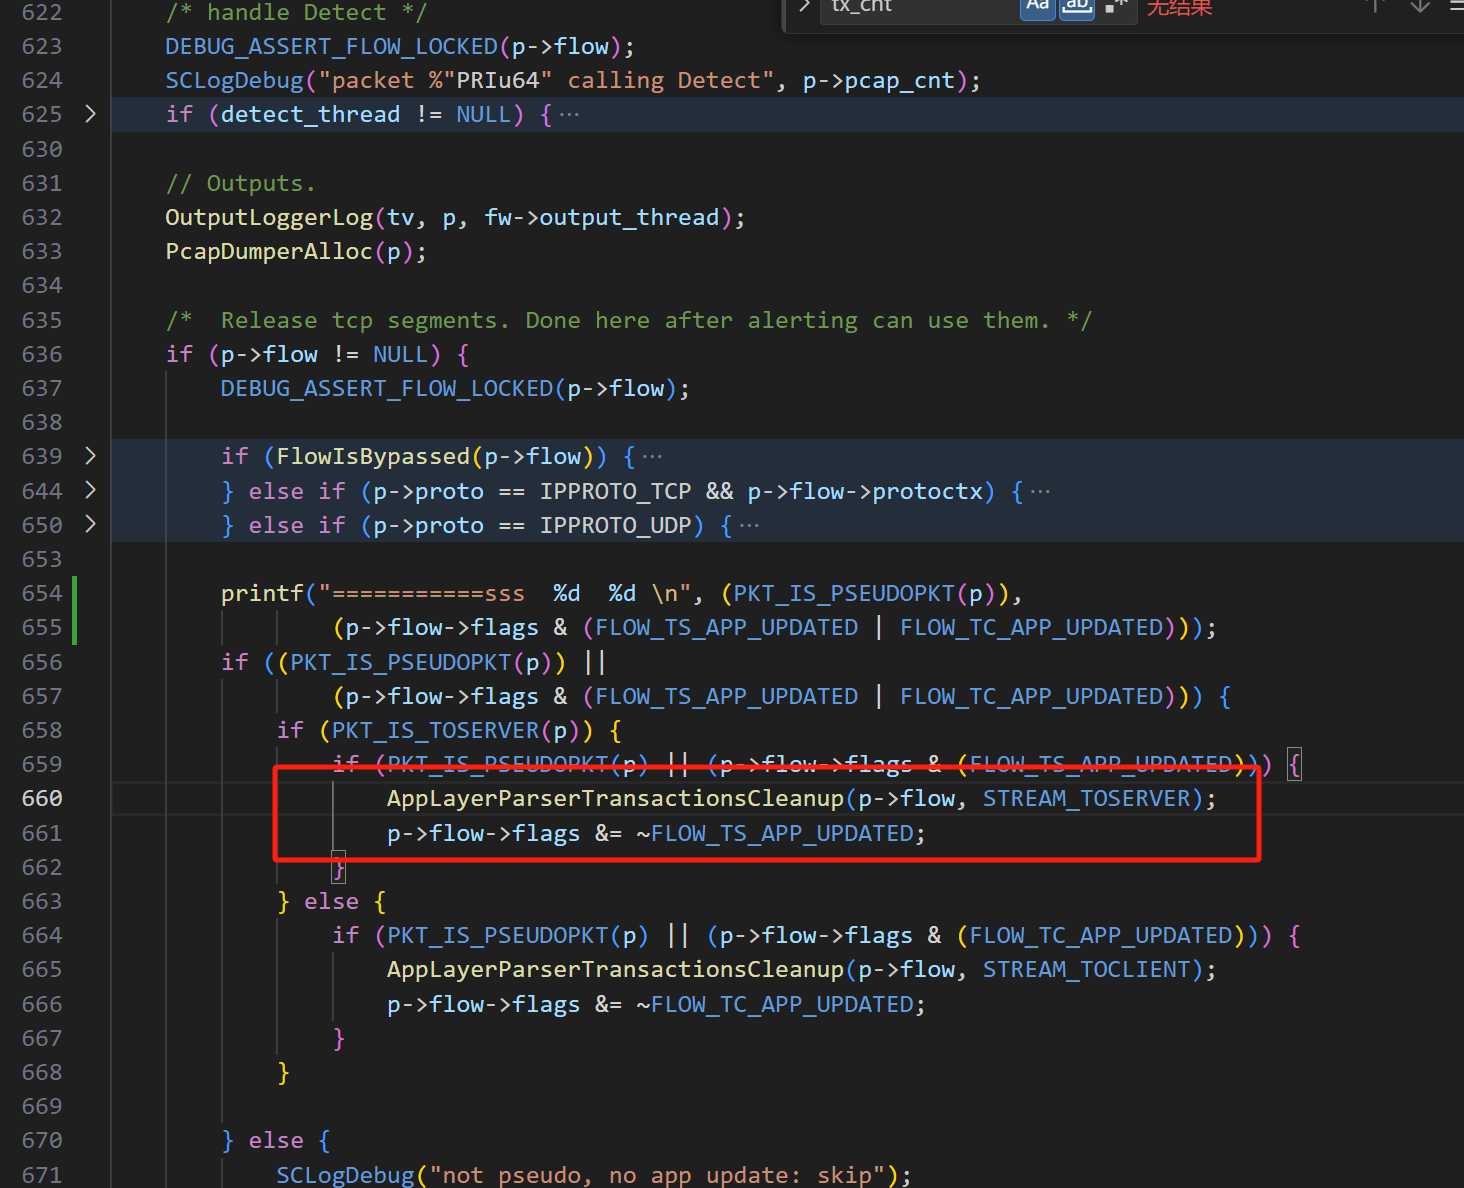 tx_cnt Aa ab .* 无结果
622 /* handle Detect */
623 DEBUG_ASSERT_FLOW_LOCKED(p->flow);
624 SCLogDebug("packet %"PRIu64" calling Detect", p->pcap_cnt);
625 if (detect_thread != NULL) {···
630
631 // Outputs.
632 OutputLoggerLog(tv, p, fw->output_thread);
633 PcapDumperAlloc(p);
634
635 /*  Release tcp segments. Done here after alerting can use them. */
636 if (p->flow != NULL) {
637 DEBUG_ASSERT_FLOW_LOCKED(p->flow);
638
639 if (FlowIsBypassed(p->flow)) {···
644 } else if (p->proto == IPPROTO_TCP && p->flow->protoctx) {···
650 } else if (p->proto == IPPROTO_UDP) {···
653
654 printf("===========sss  %d  %d \n", (PKT_IS_PSEUDOPKT(p)),
655 (p->flow->flags & (FLOW_TS_APP_UPDATED | FLOW_TC_APP_UPDATED)));
656 if ((PKT_IS_PSEUDOPKT(p)) ||
657 (p->flow->flags & (FLOW_TS_APP_UPDATED | FLOW_TC_APP_UPDATED))) {
658 if (PKT_IS_TOSERVER(p)) {
659 if (PKT_IS_PSEUDOPKT(p) || (p->flow->flags & (FLOW_TS_APP_UPDATED))) {
660 AppLayerParserTransactionsCleanup(p->flow, STREAM_TOSERVER);
661 p->flow->flags &= ~FLOW_TS_APP_UPDATED;
662 }
663 } else {
664 if (PKT_IS_PSEUDOPKT(p) || (p->flow->flags & (FLOW_TC_APP_UPDATED))) {
665 AppLayerParserTransactionsCleanup(p->flow, STREAM_TOCLIENT);
666 p->flow->flags &= ~FLOW_TC_APP_UPDATED;
667 }
668 }
669
670 } else {
671 SCLogDebug("not pseudo, no app update: skip");